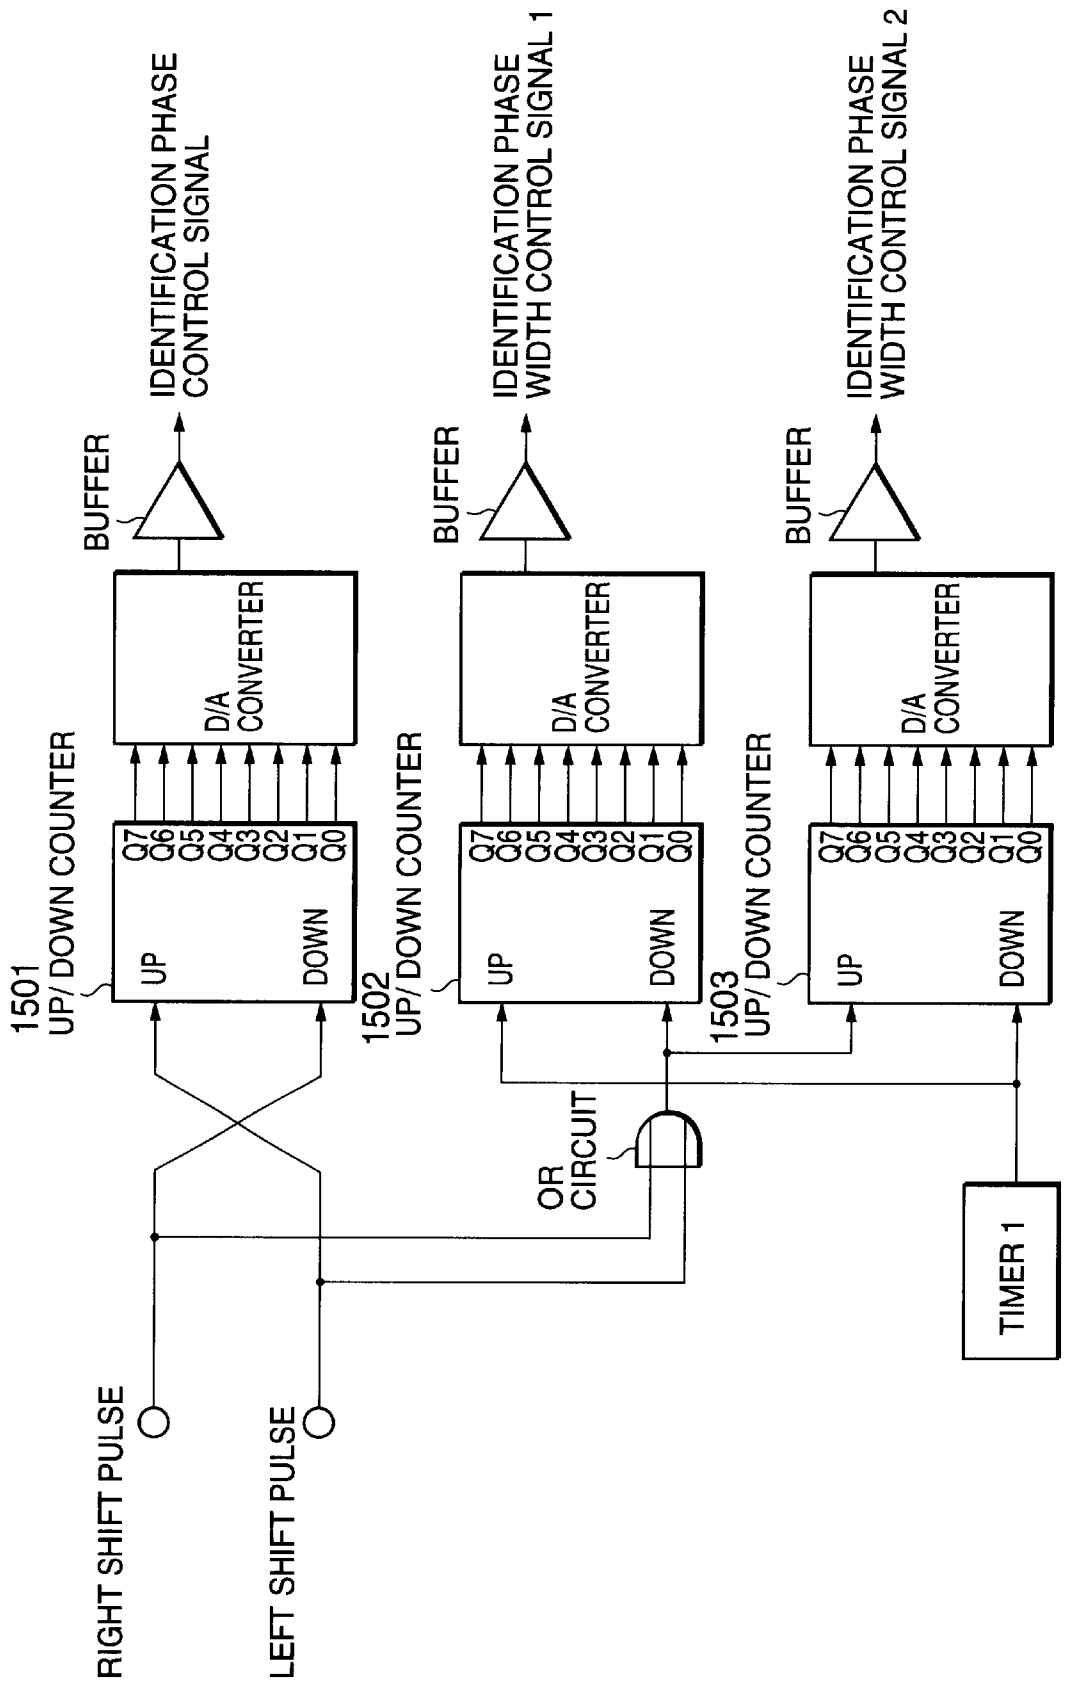 RIGHT SHIFT PULSE
LEFT SHIFT PULSE
1501
UP/ DOWN COUNTER
UP
DOWN
Q7
Q6
Q5
Q4
Q3
Q2
Q1
Q0
D/A
CONVERTER
BUFFER
IDENTIFICATION PHASE
CONTROL SIGNAL
OR
CIRCUIT
1502
UP/ DOWN COUNTER
UP
DOWN
Q7
Q6
Q5
Q4
Q3
Q2
Q1
Q0
D/A
CONVERTER
BUFFER
IDENTIFICATION PHASE
WIDTH CONTROL SIGNAL 1
TIMER 1
1503
UP/ DOWN COUNTER
UP
DOWN
Q7
Q6
Q5
Q4
Q3
Q2
Q1
Q0
D/A
CONVERTER
BUFFER
IDENTIFICATION PHASE
WIDTH CONTROL SIGNAL 2